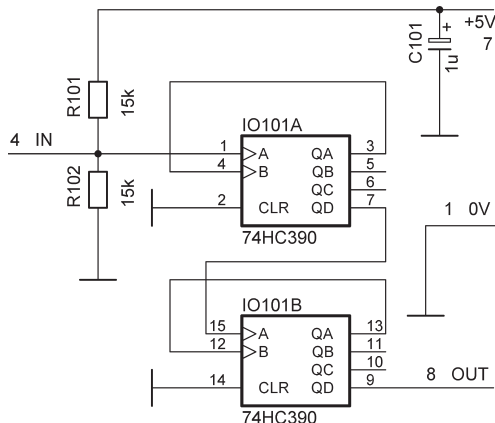 +5V
7
C101
+
1u
R101
15k
4 IN
R102
15k
IO101A
1
A
QA
3
4
B
QB
5
QC
6
2
CLR
QD
7
74HC390
1 0V
IO101B
15
A
QA
13
12
B
QB
11
QC
10
14
CLR
QD
9
8 OUT
74HC390